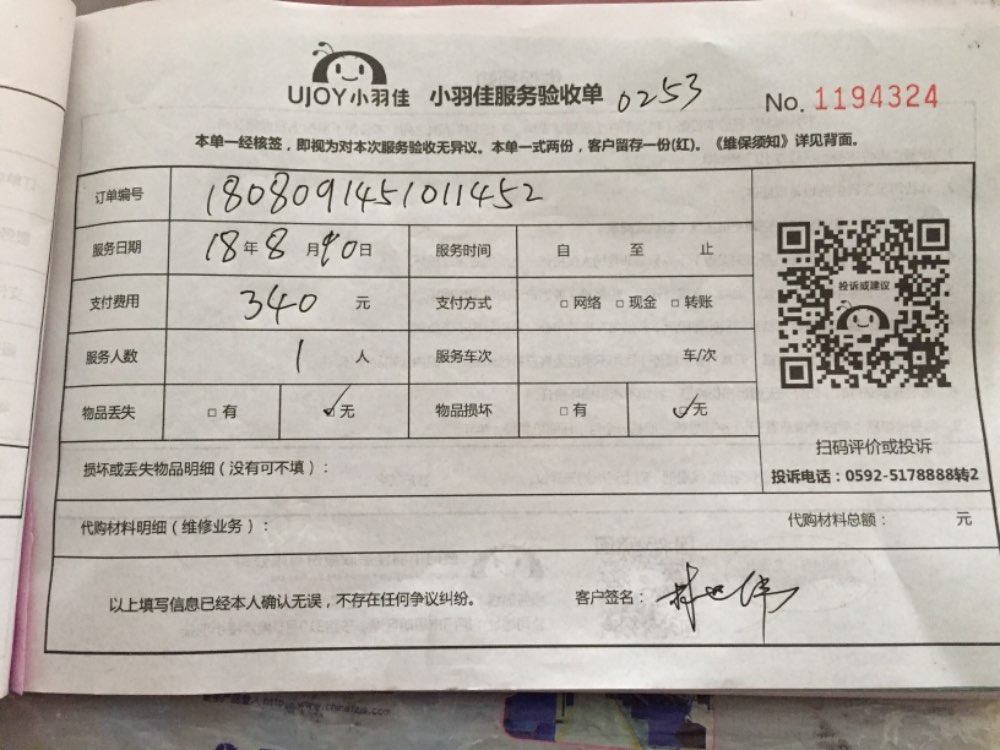 UJOY小羽佳 小羽佳服务验收单 0253 No. 1194324
本单一经核签，即视为对本次服务验收无异议。本单一式两份，客户留存一份(红)。《维保须知》详见背面。
订单编号 1808091451011452
服务日期 18年8月10日 服务时间 自 至 止
支付费用 340 元 支付方式 □网络 □现金 □转账
投诉或建议
服务人数 1 人 服务车次 车/次
物品丢失 □有 ☑无 物品损坏 □有 ☑无
扫码评价或投诉
损坏或丢失物品明细（没有可不填）：
投诉电话：0592-5178888转2
代购材料明细（维修业务）： 代购材料总额： 元
以上填写信息已经本人确认无误，不存在任何争议纠纷。 客户签名：